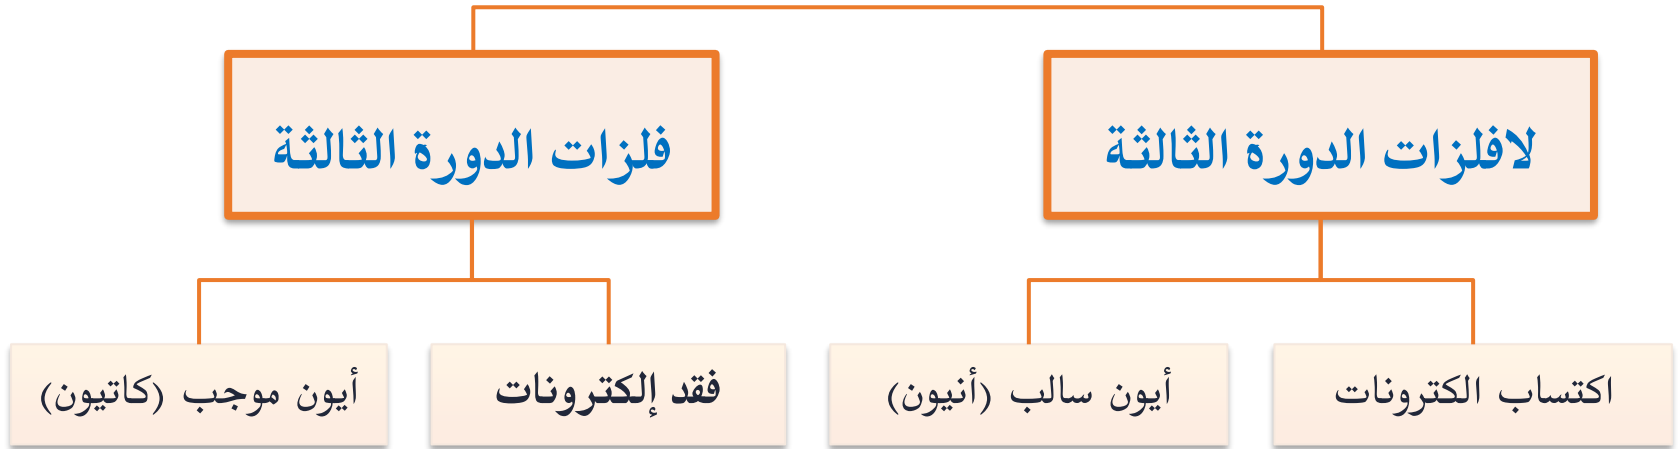 لافلزات الدورة الثالثة
فلزات الدورة الثالثة
اكتساب الكترونات
أيون سالب (أنيون)
فقد إلكترونات
أيون موجب (كاتيون)